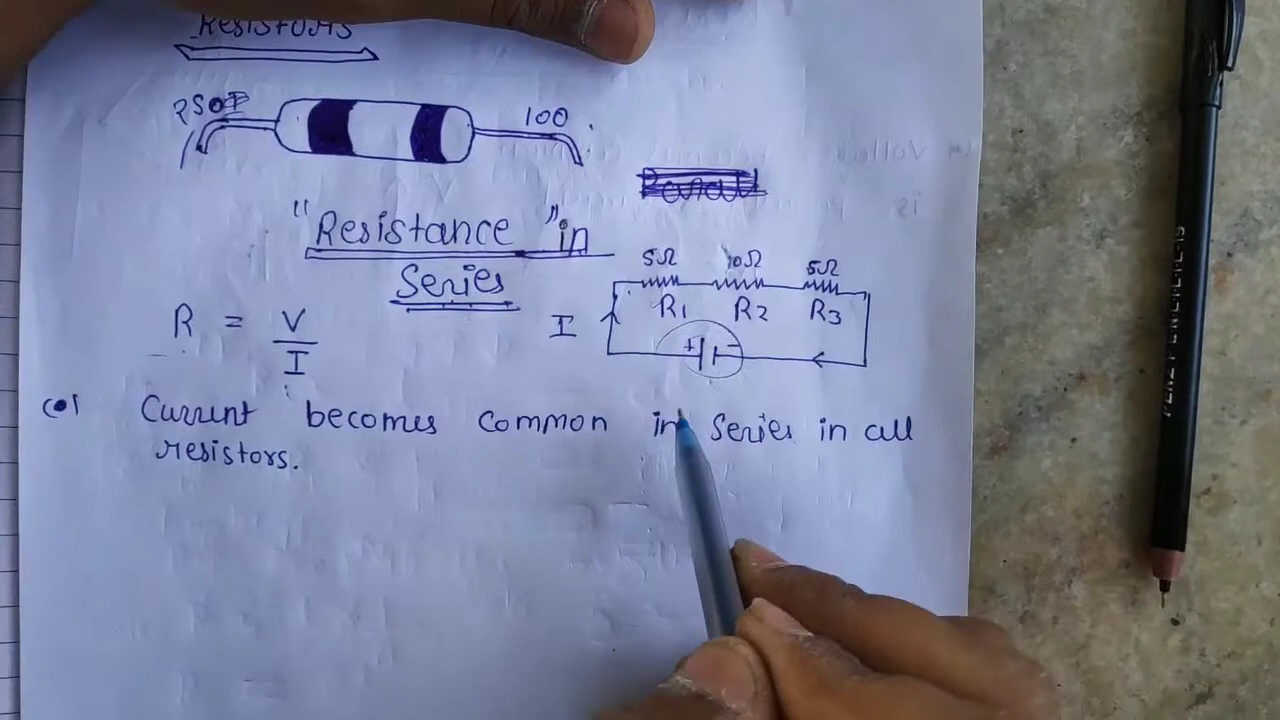 Resistors
100
"Resistance" in
Series
5Ω 10Ω 5Ω
R1 R2 R3
I
+ -
R = V
I
Current becomes common in Series in all
resistors.